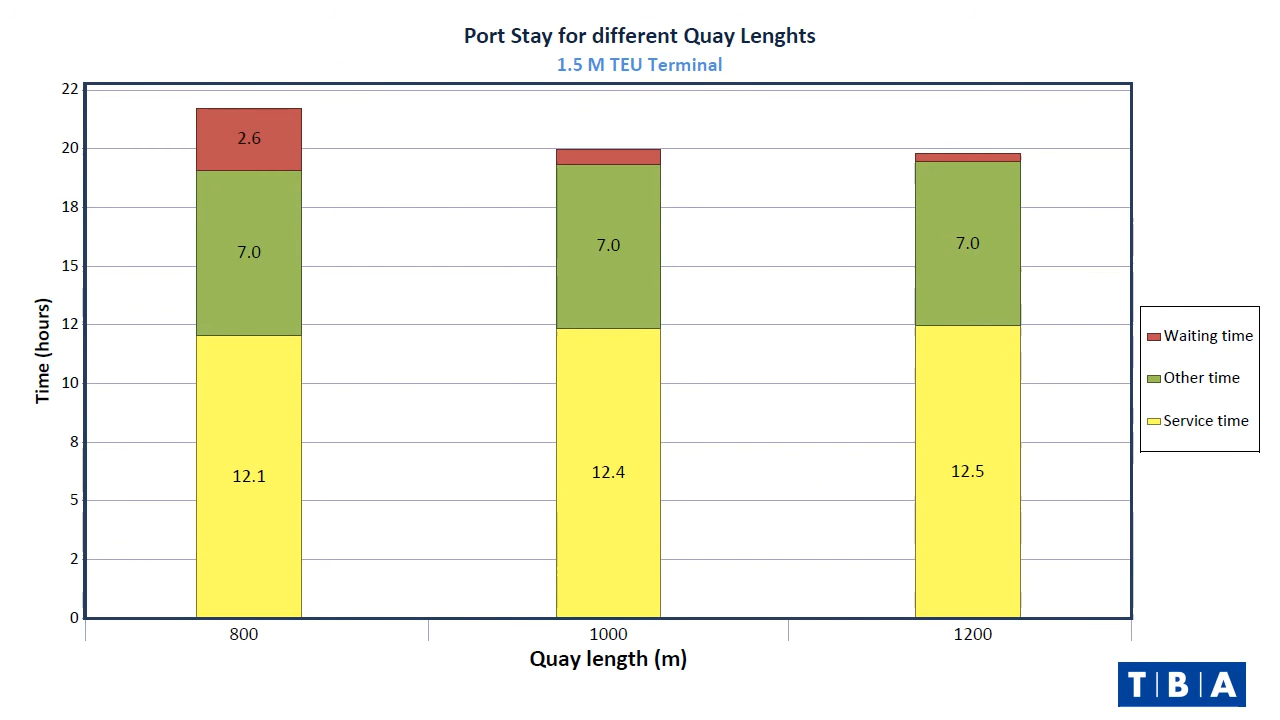 Port Stay for different Quay Lenghts
1.5 M TEU Terminal
22
20
18
15
12
10
8
5
2
0
Time (hours)
2.6
7.0
12.1
7.0
12.4
7.0
12.5
800
1000
1200
Quay length (m)
Waiting time
Other time
Service time
T|B|A